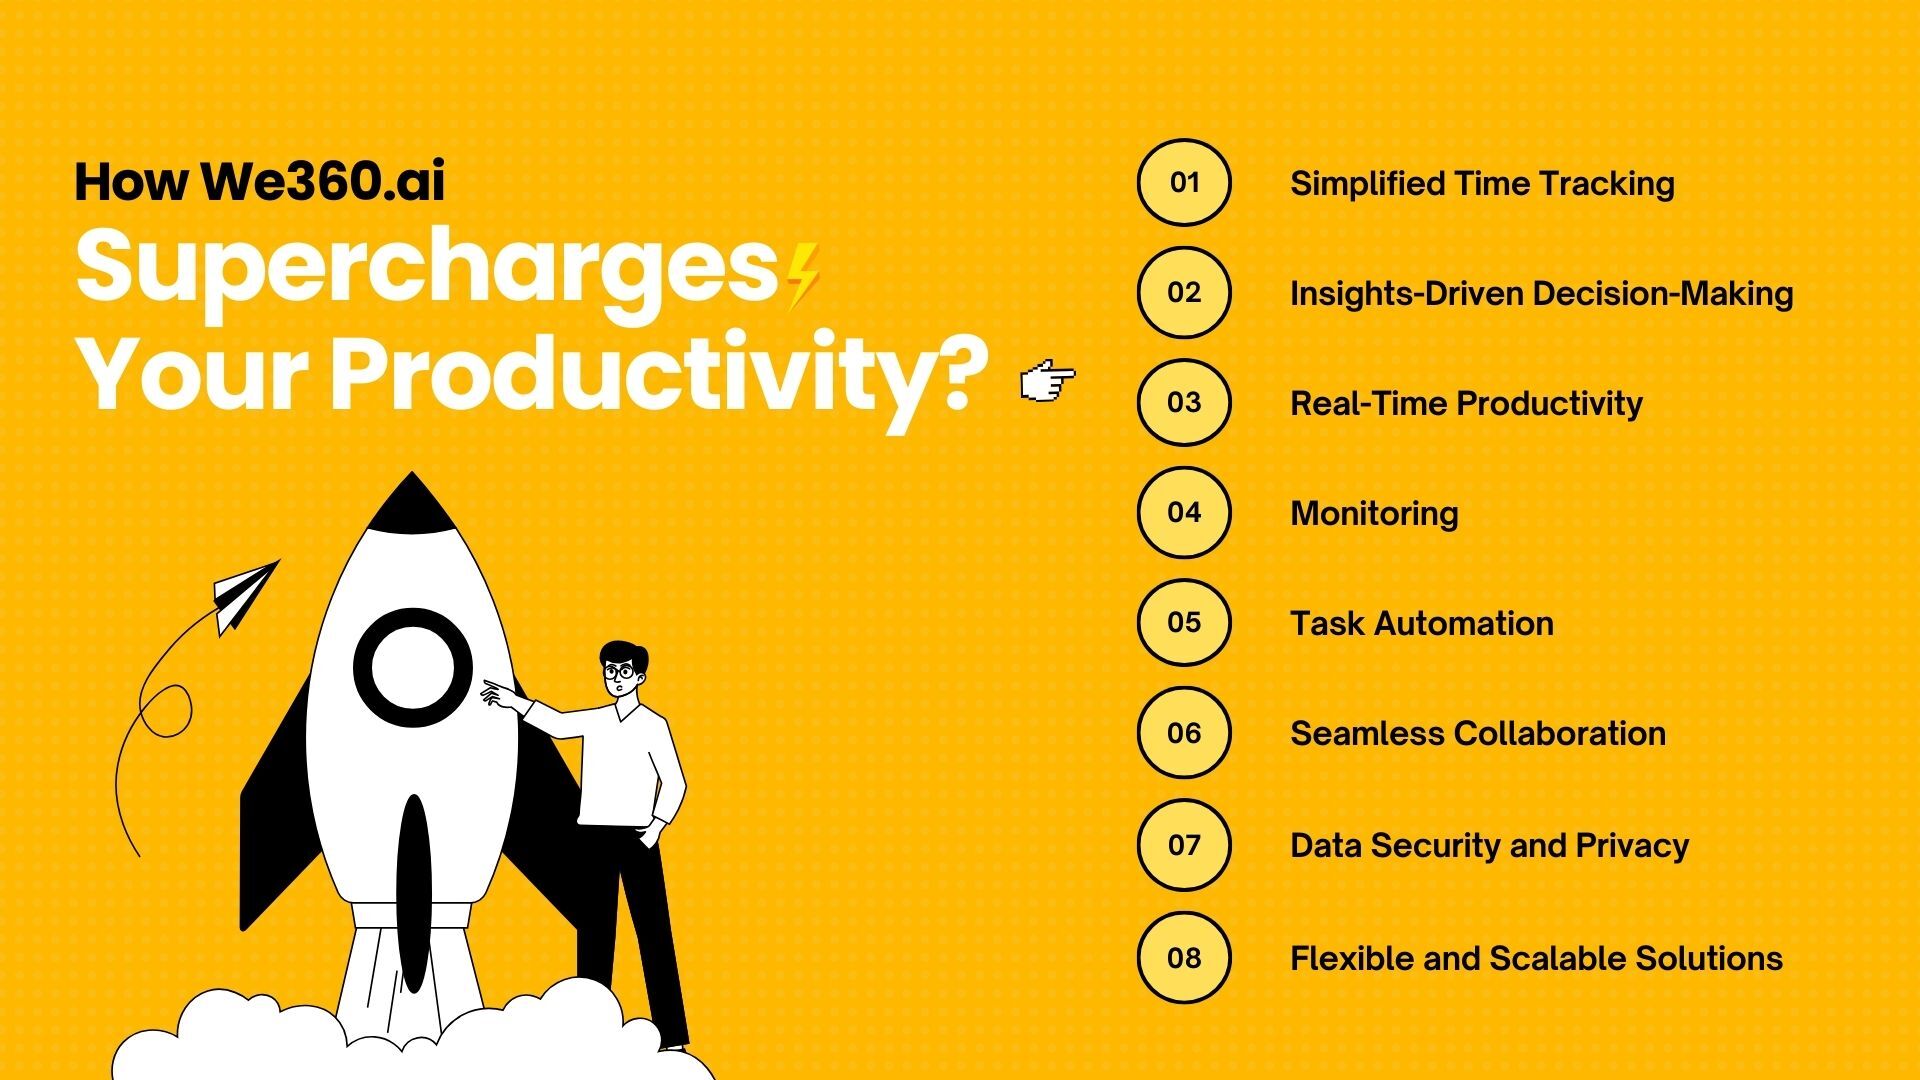 How We360.ai
Supercharges
Your Productivity?
01 Simplified Time Tracking
02 Insights-Driven Decision-Making
03 Real-Time Productivity
04 Monitoring
05 Task Automation
06 Seamless Collaboration
07 Data Security and Privacy
08 Flexible and Scalable Solutions